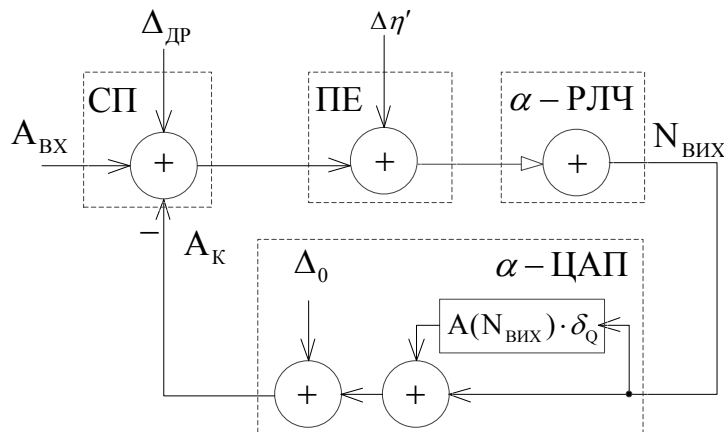 Δ_ДР
Δη′
СП
ПЕ
α – РЛЧ
A_ВХ
+
+
+
N_ВИХ
–
A_К
Δ_0
α – ЦАП
A(N_ВИХ)·δ_Q
+
+